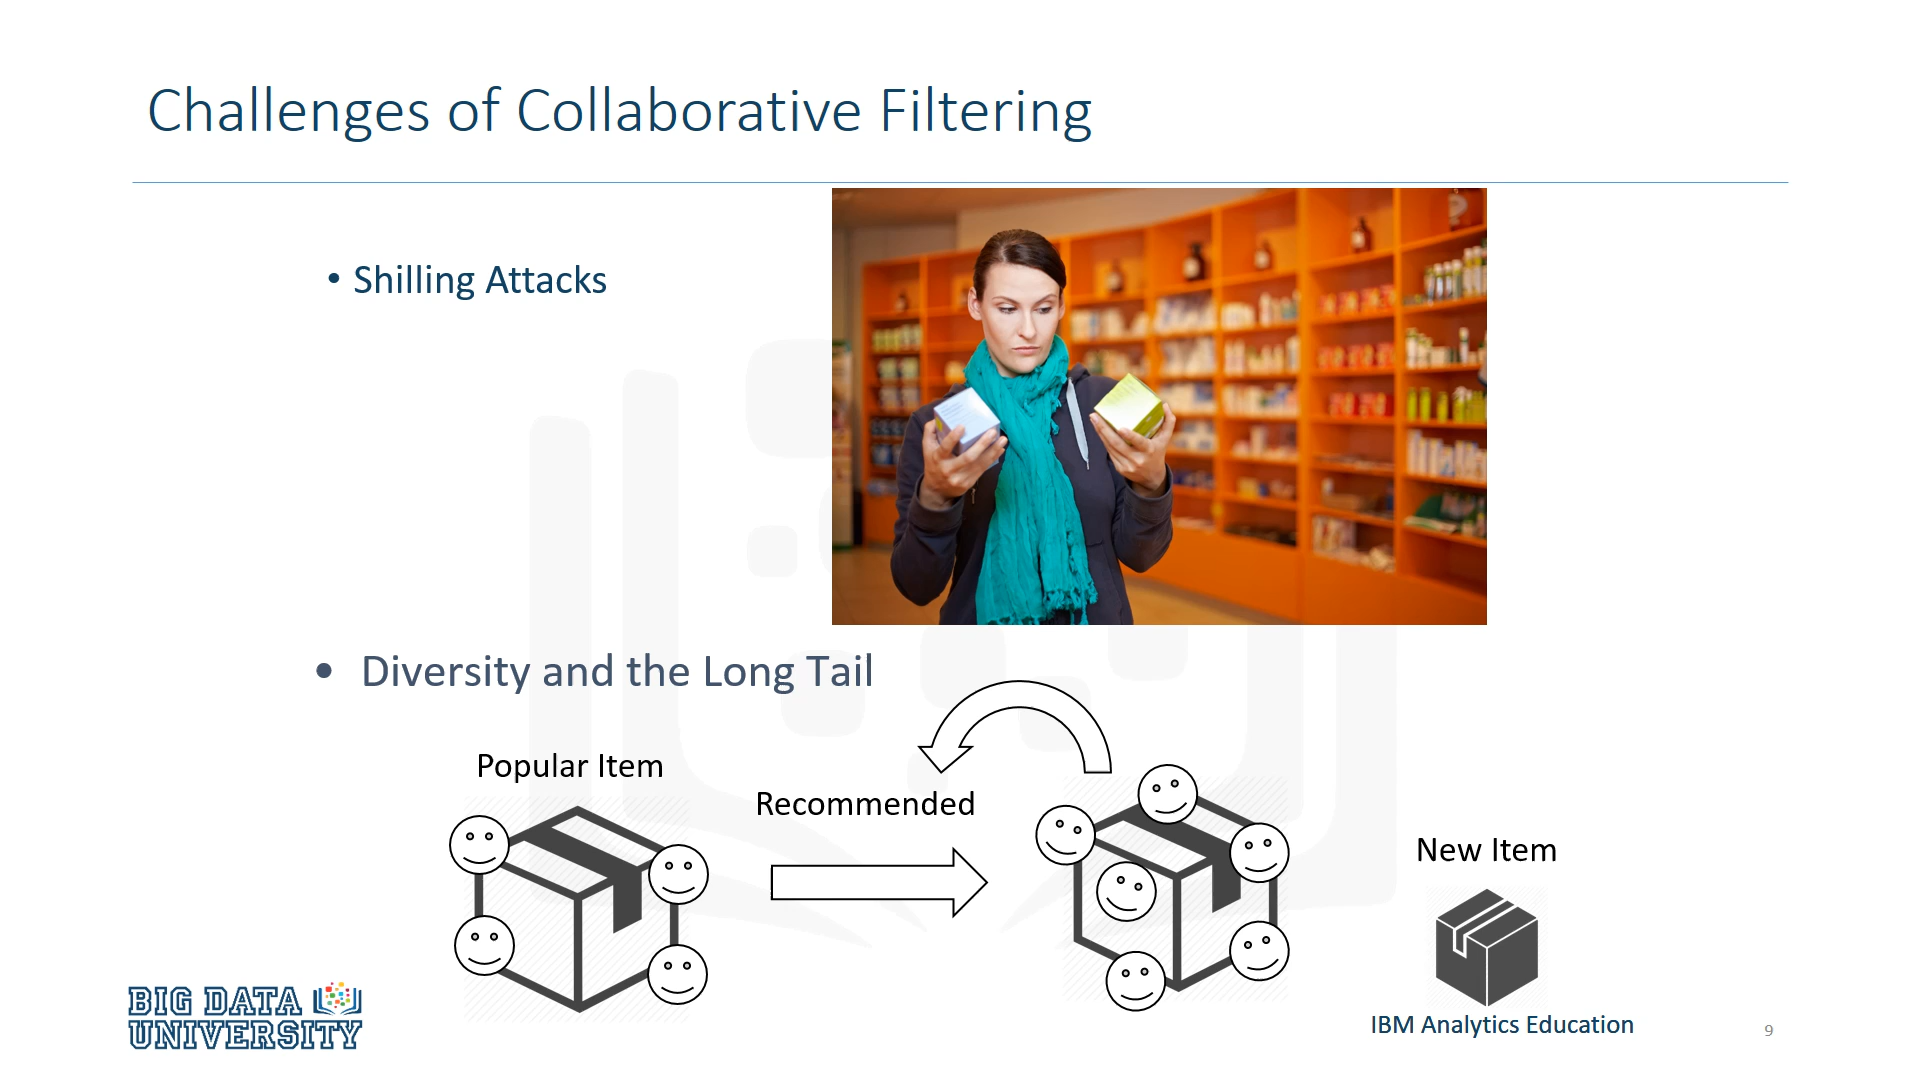 Challenges of Collaborative Filtering
• Shilling Attacks
• Diversity and the Long Tail
Popular Item
Recommended
New Item
BIG DATA
UNIVERSITY
IBM Analytics Education
9